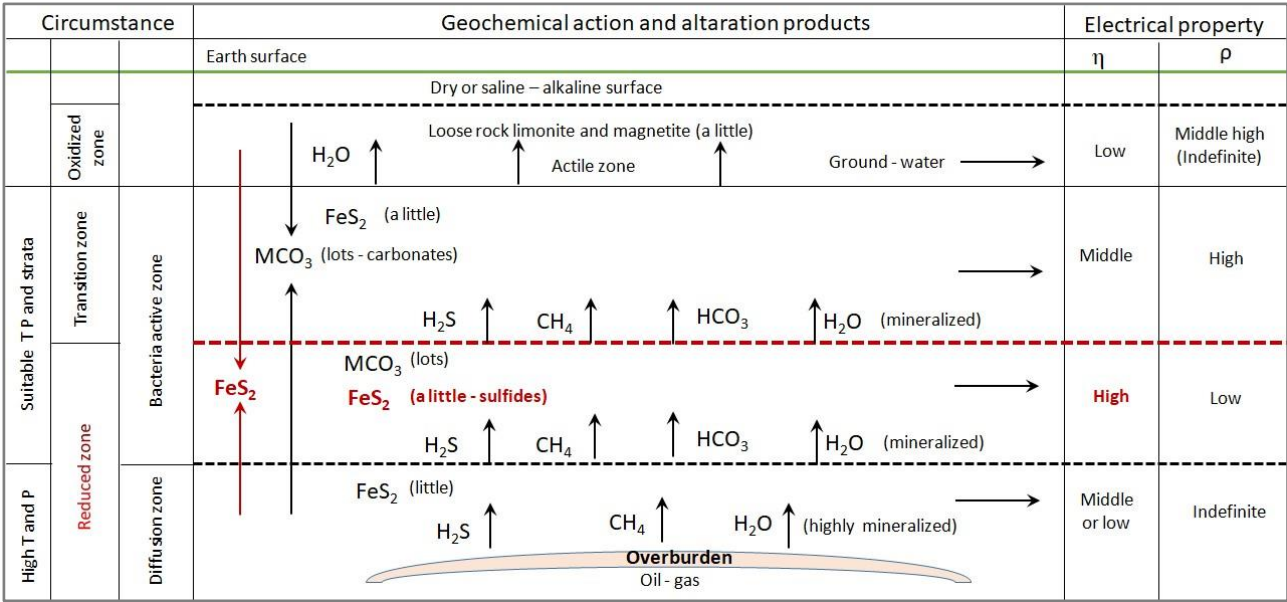 Circumstance
Geochemical action and altaration products
Electrical property
Earth surface
η
ρ
Dry or saline – alkaline surface
Oxidized
zone
Loose rock limonite and magnetite (a little)
H₂O
Actile zone
Ground - water
Low
Middle high
(Indefinite)
Suitable T P and strata
Transition zone
Bacteria active zone
FeS₂ (a little)
MCO₃ (lots - carbonates)
Middle
High
H₂S
CH₄
HCO₃
H₂O (mineralized)
Reduced zone
MCO₃ (lots)
FeS₂
FeS₂ (a little - sulfides)
High
Low
H₂S
CH₄
HCO₃
H₂O (mineralized)
High T and P
Diffusion zone
FeS₂ (little)
Middle
or low
Indefinite
H₂S
CH₄
H₂O (highly mineralized)
Overburden
Oil - gas